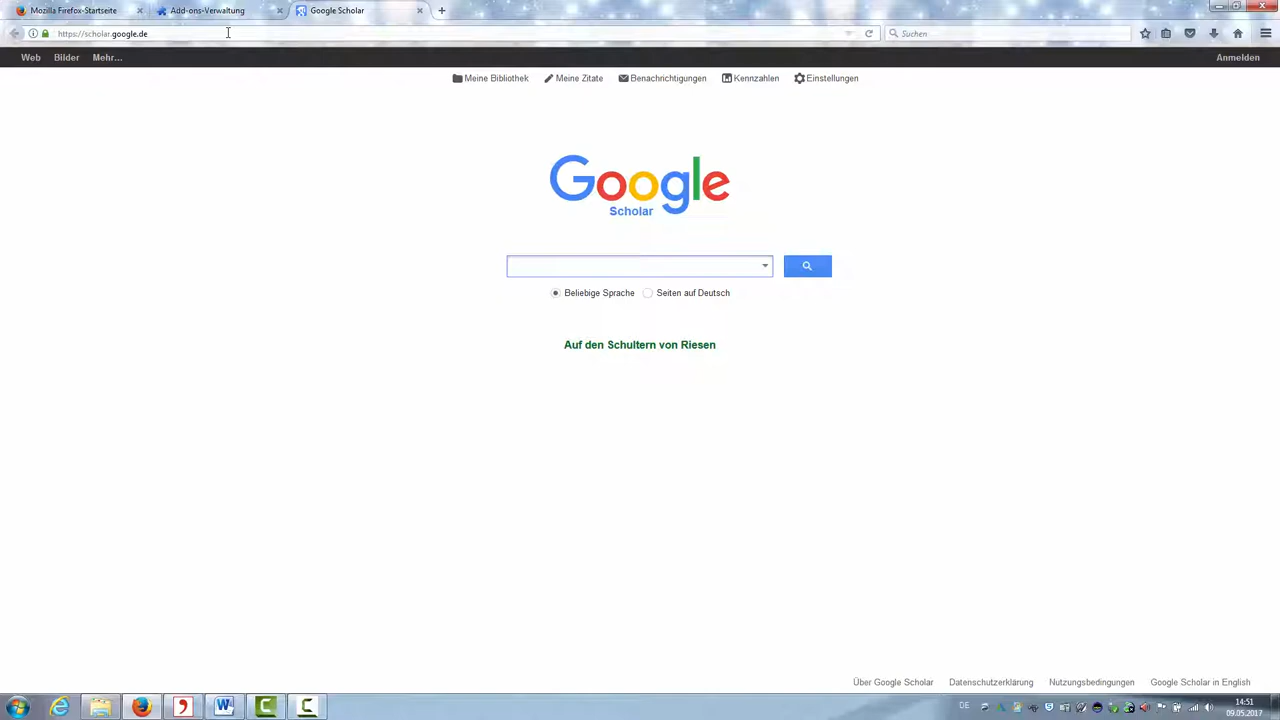 Mozilla Firefox-Startseite
Add-ons-Verwaltung
Google Scholar
https://scholar.google.de
Suchen
Web Bilder Mehr...
Anmelden
Meine Bibliothek Meine Zitate Benachrichtigungen Kennzahlen Einstellungen
Google
Scholar
Beliebige Sprache Seiten auf Deutsch
Auf den Schultern von Riesen
Über Google Scholar Datenschutzerklärung Nutzungsbedingungen Google Scholar in English
DE
14:51
09.05.2017